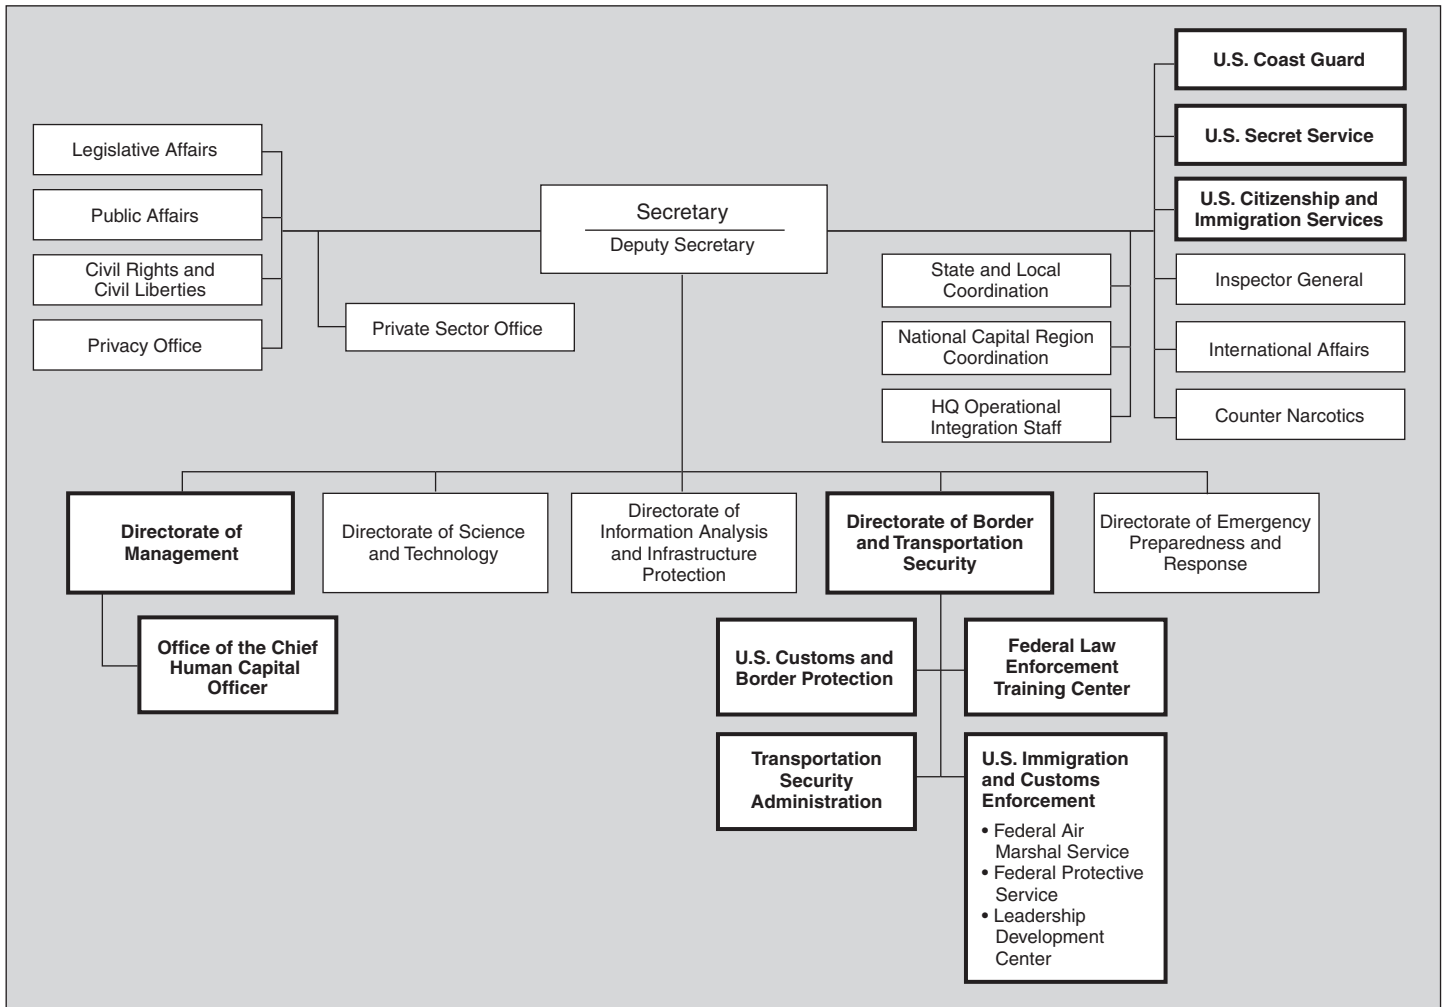 U.S. Coast Guard
U.S. Secret Service
U.S. Citizenship and
Immigration Services
Inspector General
International Affairs
Counter Narcotics
Legislative Affairs
Public Affairs
Civil Rights and
Civil Liberties
Privacy Office
Private Sector Office
Secretary
Deputy Secretary
State and Local
Coordination
National Capital Region
Coordination
HQ Operational
Integration Staff
Directorate of
Management
Directorate of Science
and Technology
Directorate of
Information Analysis
and Infrastructure
Protection
Directorate of Border
and Transportation
Security
Directorate of Emergency
Preparedness and
Response
Office of the Chief
Human Capital
Officer
U.S. Customs and
Border Protection
Federal Law
Enforcement
Training Center
Transportation
Security
Administration
U.S. Immigration
and Customs
Enforcement
• Federal Air
Marshal Service
• Federal Protective
Service
• Leadership
Development
Center